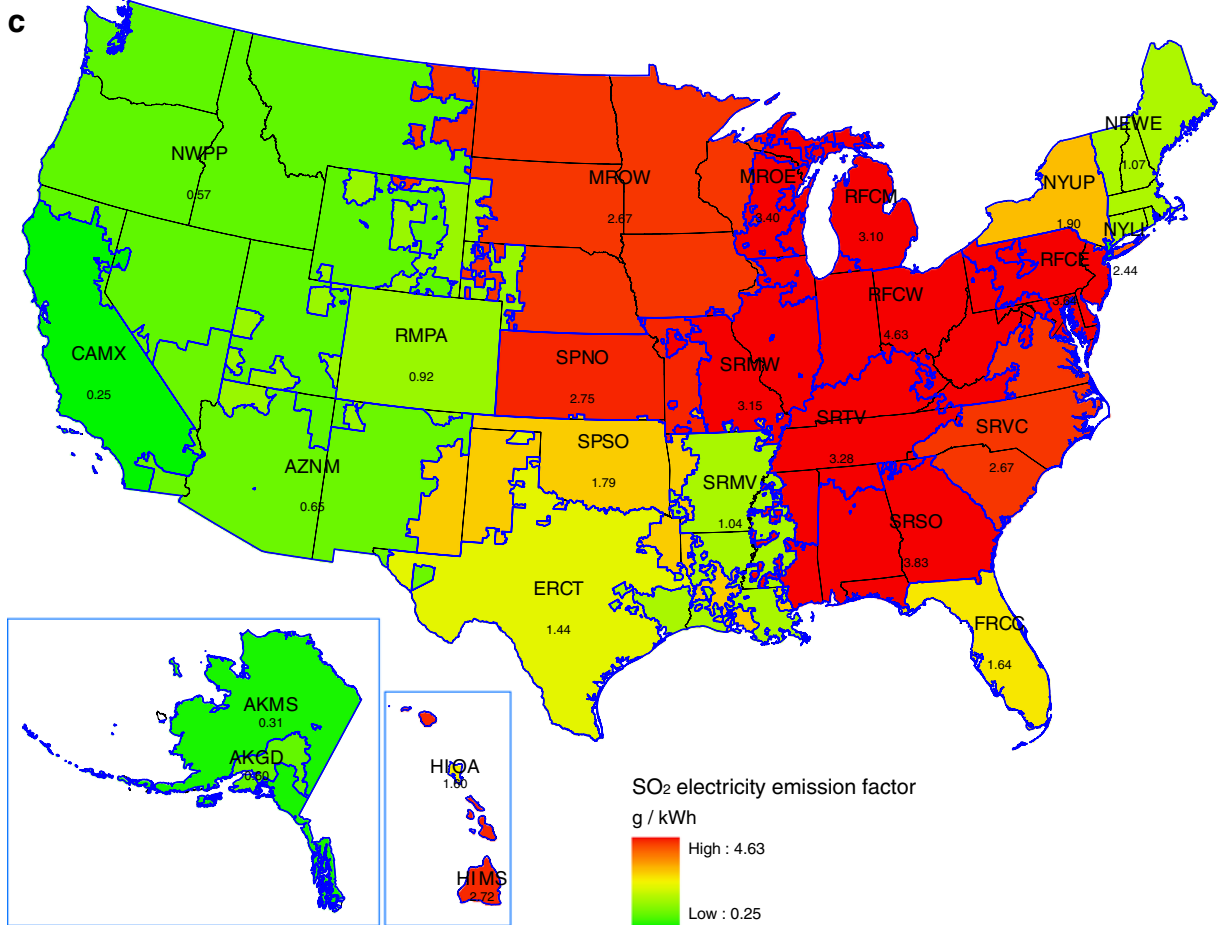 c
NEWE
1.07
NWPP
0.57
MROW
2.67
MROE
3.40
RFCM
3.10
NYUP
1.90
NYLI
2.44
RFCE
RFCW
4.63
CAMX
0.25
RMPA
0.92
SPNO
2.75
SRMW
3.15
SRTV
3.28
SRVC
2.67
SPSO
1.79
AZNM
0.65
SRMV
1.04
SRSO
3.83
ERCT
1.44
FRCC
1.64
AKMS
0.31
AKGD
HIOA
1.60
HIMS
2.72
SO₂ electricity emission factor
g / kWh
High : 4.63
Low : 0.25